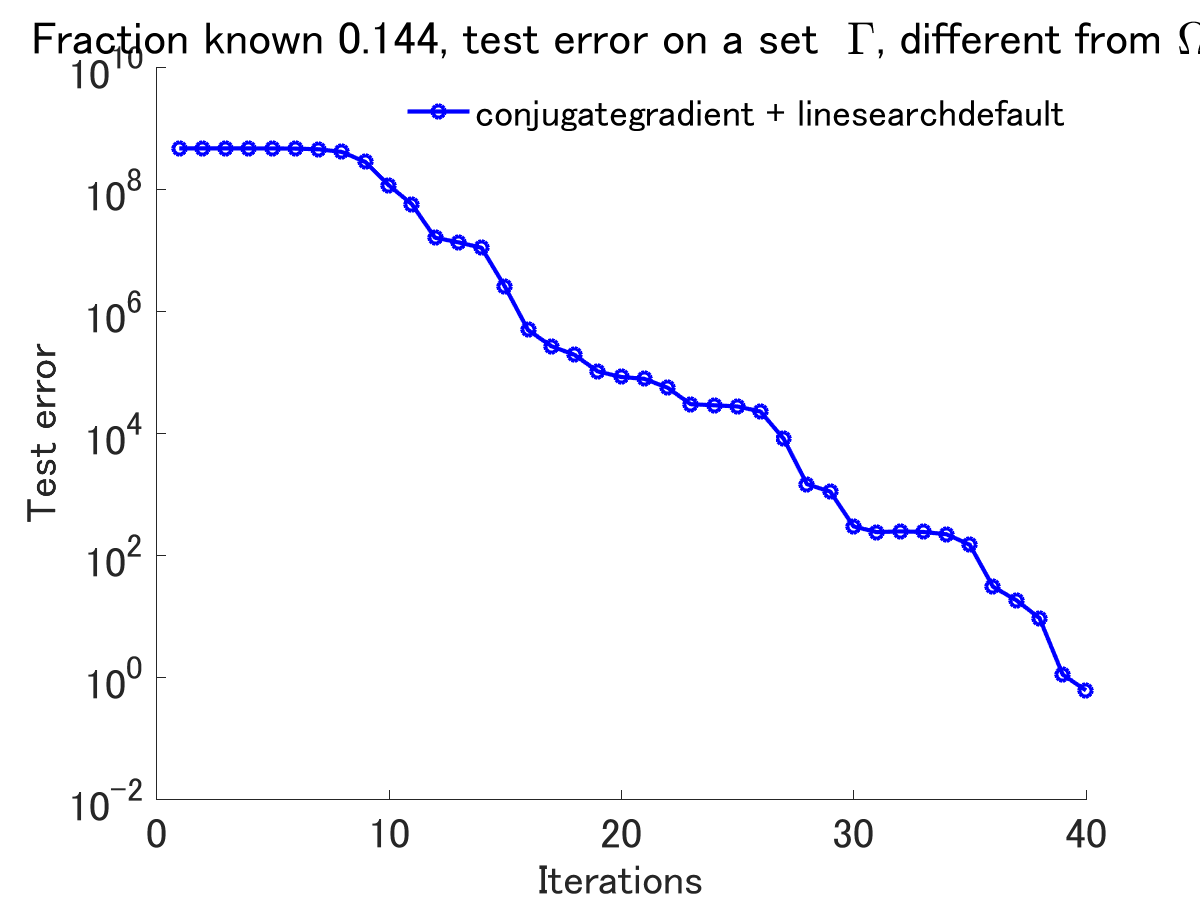 Fraction known 0.144, test error on a set Γ, different from Ω
conjugategradient + linesearchdefault
10^10
10^8
10^6
10^4
10^2
10^0
10^-2
Test error
0 10 20 30 40
Iterations